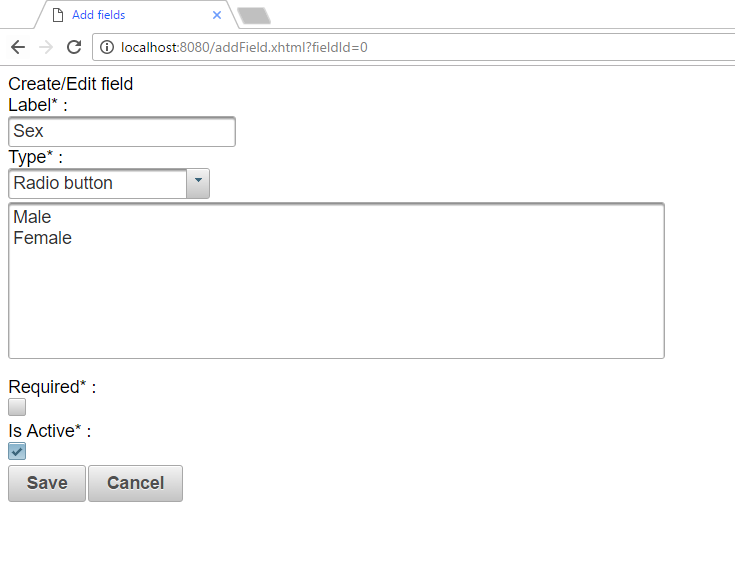 Add fields
localhost:8080/addField.xhtml?fieldId=0
Create/Edit field
Label* :
Sex
Type* :
Radio button
Male
Female
Required* :
Is Active* :
Save Cancel